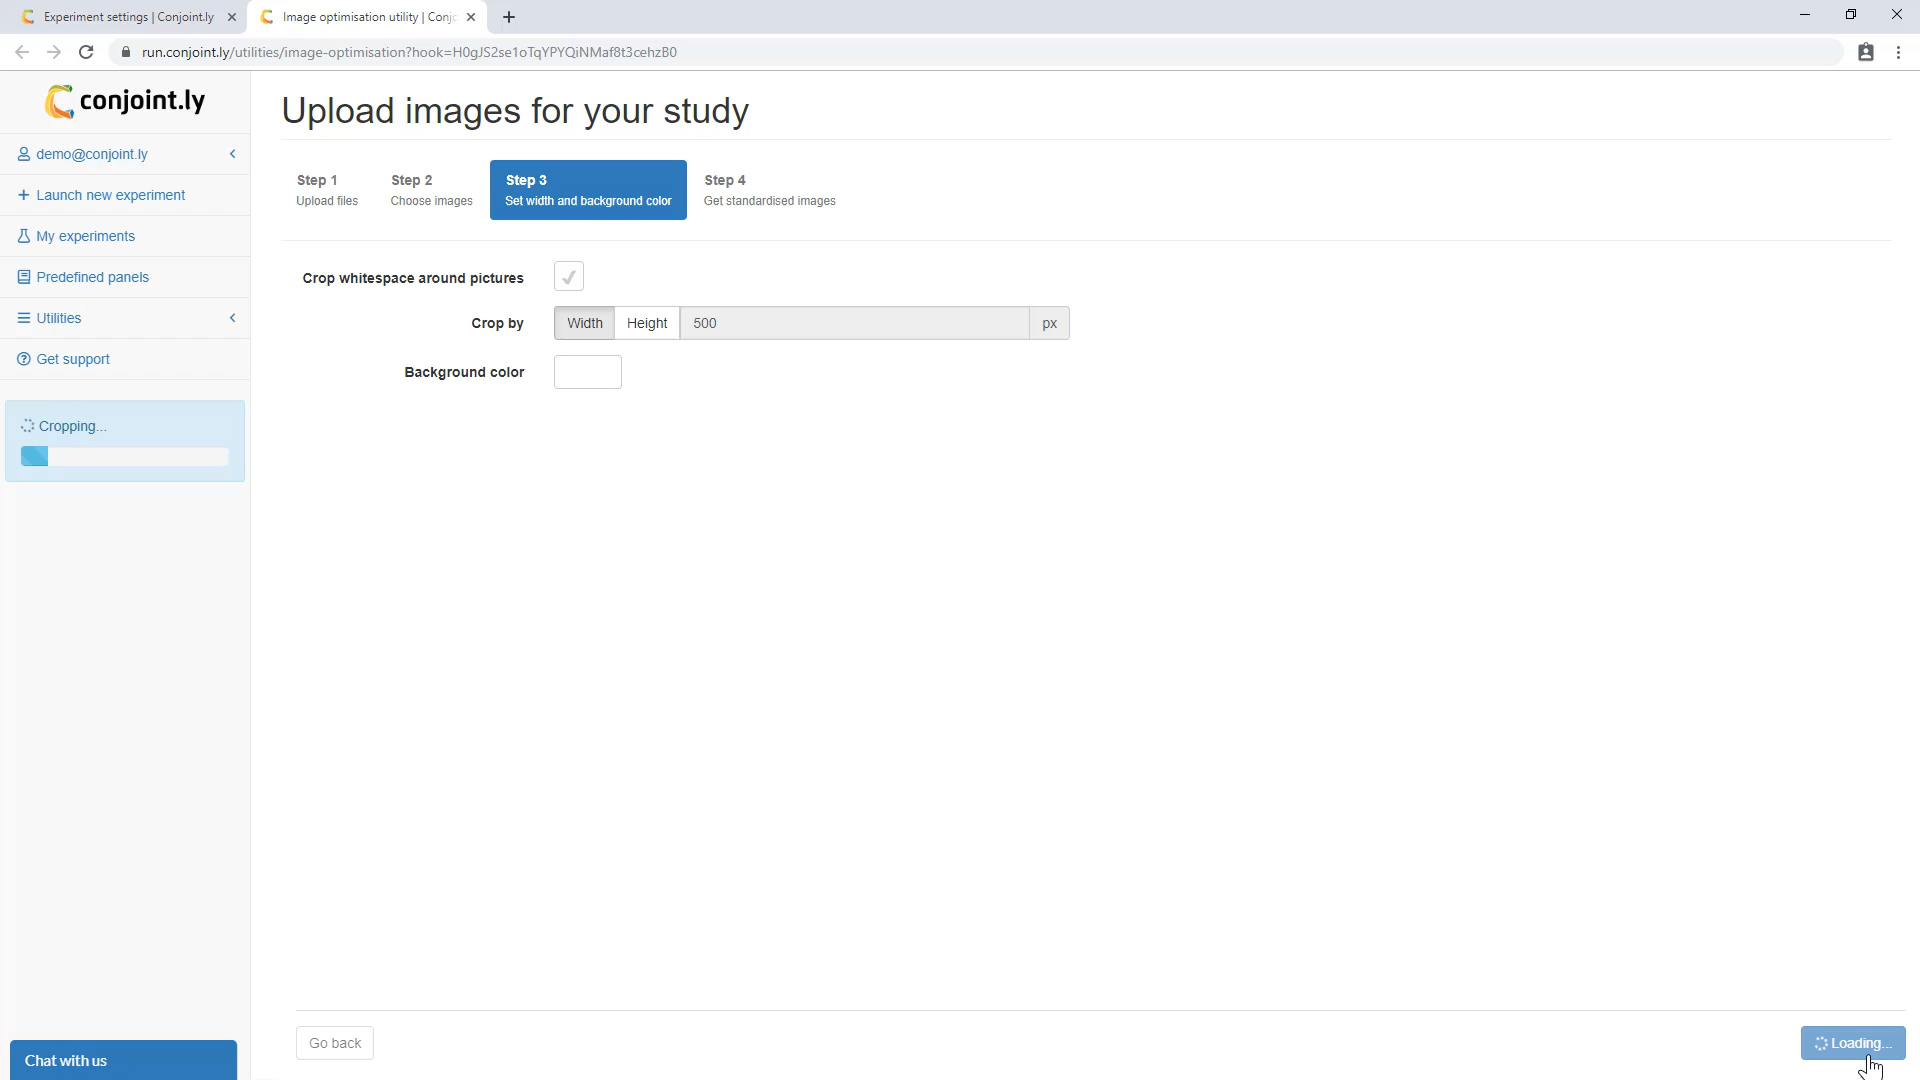 Experiment settings | Conjoint.ly
Image optimisation utility | Conjo
run.conjoint.ly/utilities/image-optimisation?hook=H0gJS2se1oTqYPYQiNMaf8t3cehzB0
conjoint.ly
demo@conjoint.ly
Launch new experiment
My experiments
Predefined panels
Utilities
Get support
Cropping...
Chat with us
Upload images for your study
Step 1
Upload files
Step 2
Choose images
Step 3
Set width and background color
Step 4
Get standardised images
Crop whitespace around pictures
Crop by Width Height 500 px
Background color
Go back
Loading...